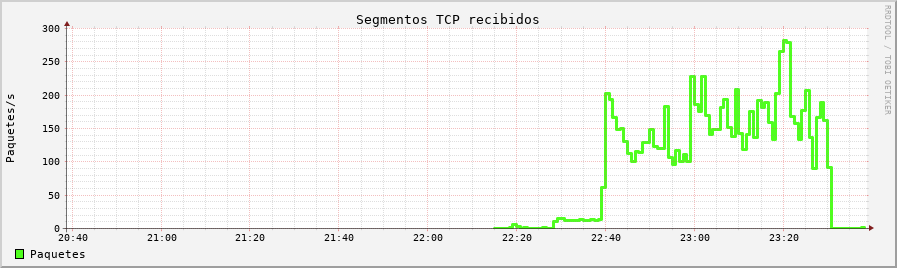 Segmentos TCP recibidos
RRDTOOL / TOBI OETIKER
Paquetes/s
300
250
200
150
100
50
0
20:40 21:00 21:20 21:40 22:00 22:20 22:40 23:00 23:20
Paquetes